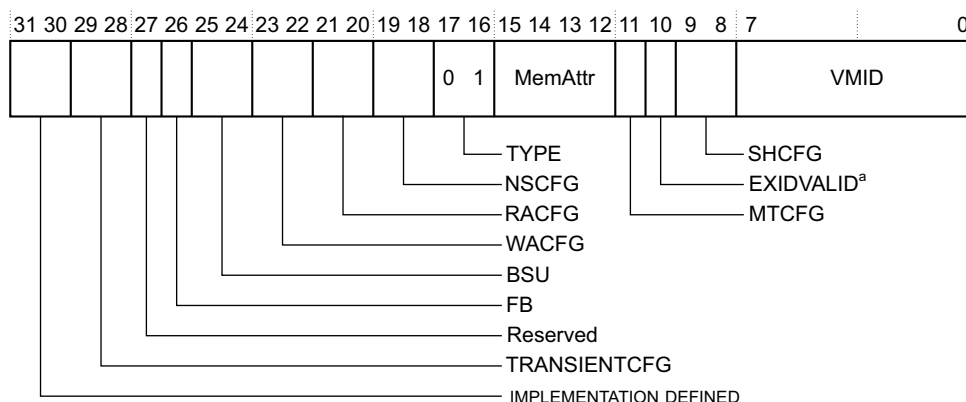 31 30 29 28 27 26 25 24 23 22 21 20 19 18 17 16 15 14 13 12 11 10 9 8 7 0
0 1 MemAttr VMID
TYPE SHCFG
NSCFG EXIDVALIDa
RACFG MTCFG
WACFG
BSU
FB
Reserved
TRANSIENTCFG
IMPLEMENTATION DEFINED